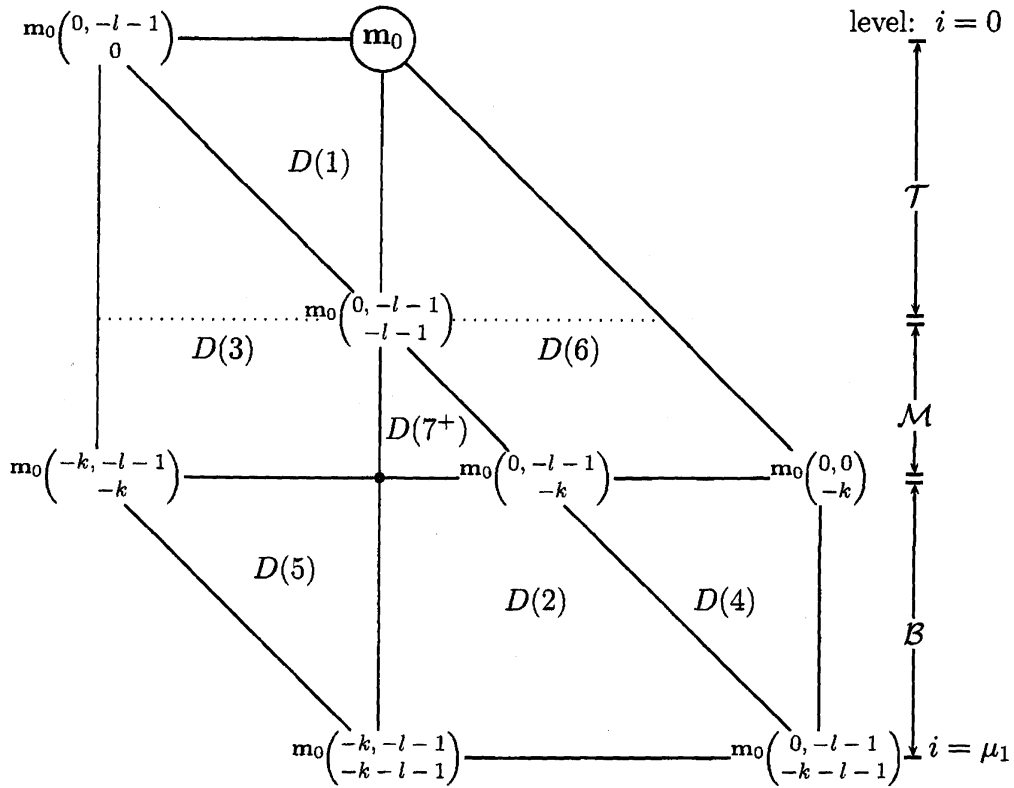 m₀(0, −l − 1
0) m₀ level: i = 0
D(1)
𝒯
m₀(0, −l − 1
−l − 1)
D(3) D(6)
D(7⁺) ℳ
m₀(−k, −l − 1
−k) m₀(0, −l − 1
−k) m₀(0, 0
−k)
D(5) D(2) D(4)
ℬ
m₀(−k, −l − 1
−k − l − 1) m₀(0, −l − 1
−k − l − 1) i = μ₁